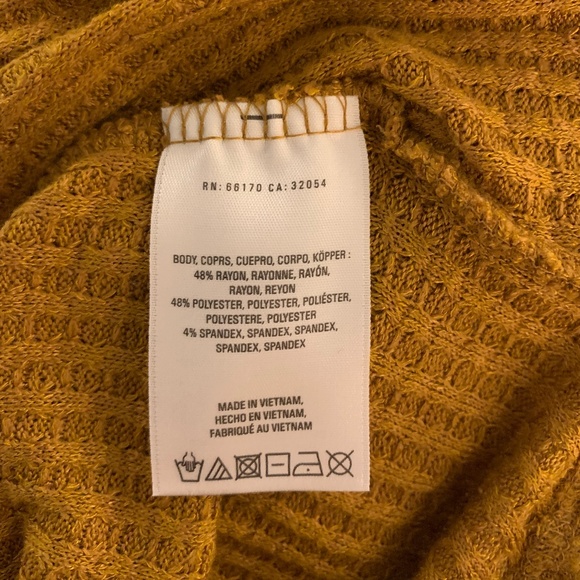 RN: 66170 CA: 32054
BODY, COPRS, CUEPRO, CORPO, KÖPPER :
48% RAYON, RAYONNE, RAYÓN,
RAYON, REYON
48% POLYESTER, POLYESTER, POLIÉSTER,
POLYESTERE, POLYESTER
4% SPANDEX, SPANDEX, SPANDEX,
SPANDEX, SPANDEX
MADE IN VIETNAM,
HECHO EN VIETNAM,
FABRIQUÉ AU VIETNAM